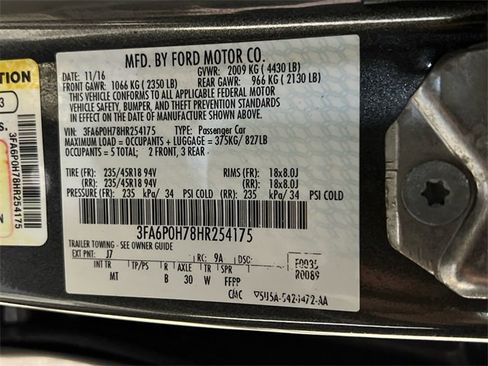 MFD. BY FORD MOTOR CO.
DATE: 11/16 GVWR: 2009 KG ( 4430 LB)
FRONT GAWR: 1066 KG ( 2350 LB) REAR GAWR: 966 KG ( 2130 LB)
THIS VEHICLE CONFORMS TO ALL APPLICABLE FEDERAL MOTOR
VEHICLE SAFETY, BUMPER, AND THEFT PREVENTION STANDARDS
IN EFFECT ON THE DATE OF MANUFACTURE SHOWN ABOVE.
VIN: 3FA6P0H78HR254175 TYPE: Passenger Car
MAXIMUM LOAD = OCCUPANTS + LUGGAGE = 375KG/ 827LB
OCCUPANTS = 5 TOTAL: 2 FRONT, 3 REAR
TIRE (FR): 235/45R18 94V RIMS (FR): 18x8.0J
(RR): 235/45R18 94V (RR): 18x8.0J
PRESSURE (FR): 235 kPa/ 34 PSI COLD (RR): 235 kPa/ 34 PSI COLD
3FA6P0H78HR254175
TRAILER TOWING - SEE OWNER GUIDE
EXT PNT: J7 RC: 9A DSO: F0035
R0089
INT TR TP/PS R AXLE TR SPR
MT B 30 W FFPP
3FA6P0H78HR254175